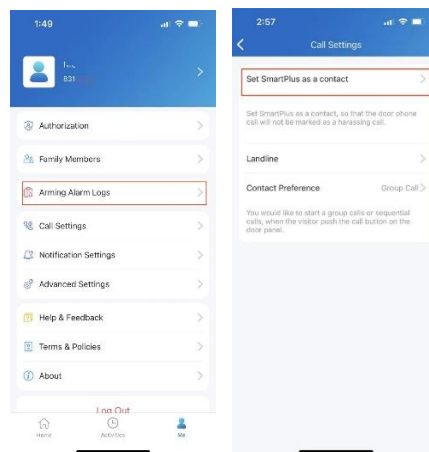 1:49
B31
Authorization
Family Members
Arming Alarm Logs
Call Settings
Notification Settings
Advanced Settings
Help & Feedback
Terms & Policies
About
Log Out
Home Activities Me
2:57
Call Settings
Set SmartPlus as a contact
Set SmartPlus as a contact, so that the door phone
call will not be marked as a harassing call.
Landline
Contact Preference Group Call
You would like to start a group calls or sequential
calls, when the visitor push the call button on the
door panel.